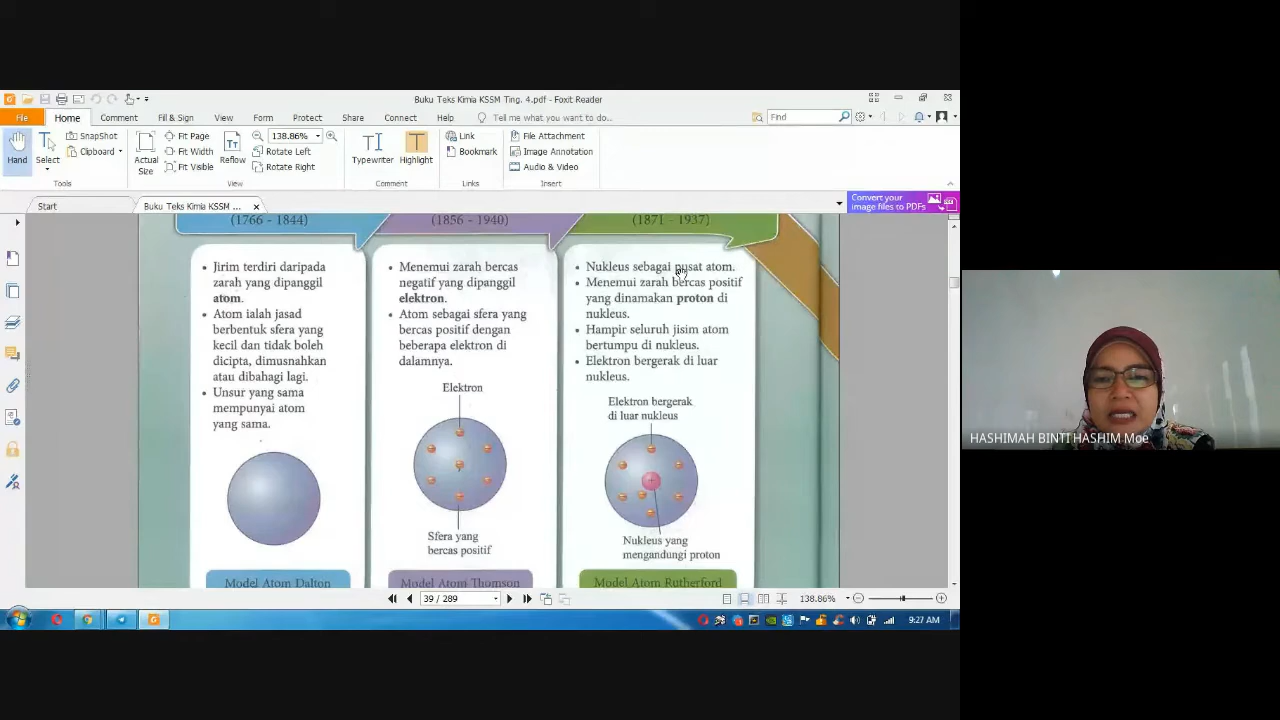 Buku Teks Kimia KSSM Ting. 4.pdf - Foxit Reader
File Home Comment Fill & Sign View Form Protect Share Connect Help Tell me what you want to do... Find
Hand
Select
SnapShot
Clipboard
Tools
Actual Size
Fit Page
Fit Width
Fit Visible
Reflow
138.86%
Rotate Left
Rotate Right
View
Typewriter
Highlight
Comment
Link
Bookmark
Links
File Attachment
Image Annotation
Audio & Video
Insert
Start
Buku Teks Kimia KSSM ...
Convert your
image files to PDFs
(1766 - 1844)
• Jirim terdiri daripada
zarah yang dipanggil
atom.
• Atom ialah jasad
berbentuk sfera yang
kecil dan tidak boleh
dicipta, dimusnahkan
atau dibahagi lagi.
• Unsur yang sama
mempunyai atom
yang sama.
Model Atom Dalton
(1856 - 1940)
• Menemui zarah bercas
negatif yang dipanggil
elektron.
• Atom sebagai sfera yang
bercas positif dengan
beberapa elektron di
dalamnya.
Elektron
Sfera yang
bercas positif
Model Atom Thomson
(1871 - 1937)
• Nukleus sebagai pusat atom.
• Menemui zarah bercas positif
yang dinamakan proton di
nukleus.
• Hampir seluruh jisim atom
bertumpu di nukleus.
• Elektron bergerak di luar
nukleus.
Elektron bergerak
di luar nukleus
Nukleus yang
mengandungi proton
Model Atom Rutherford
39 / 289
138.86%
9:27 AM
HASHIMAH BINTI HASHIM Moe